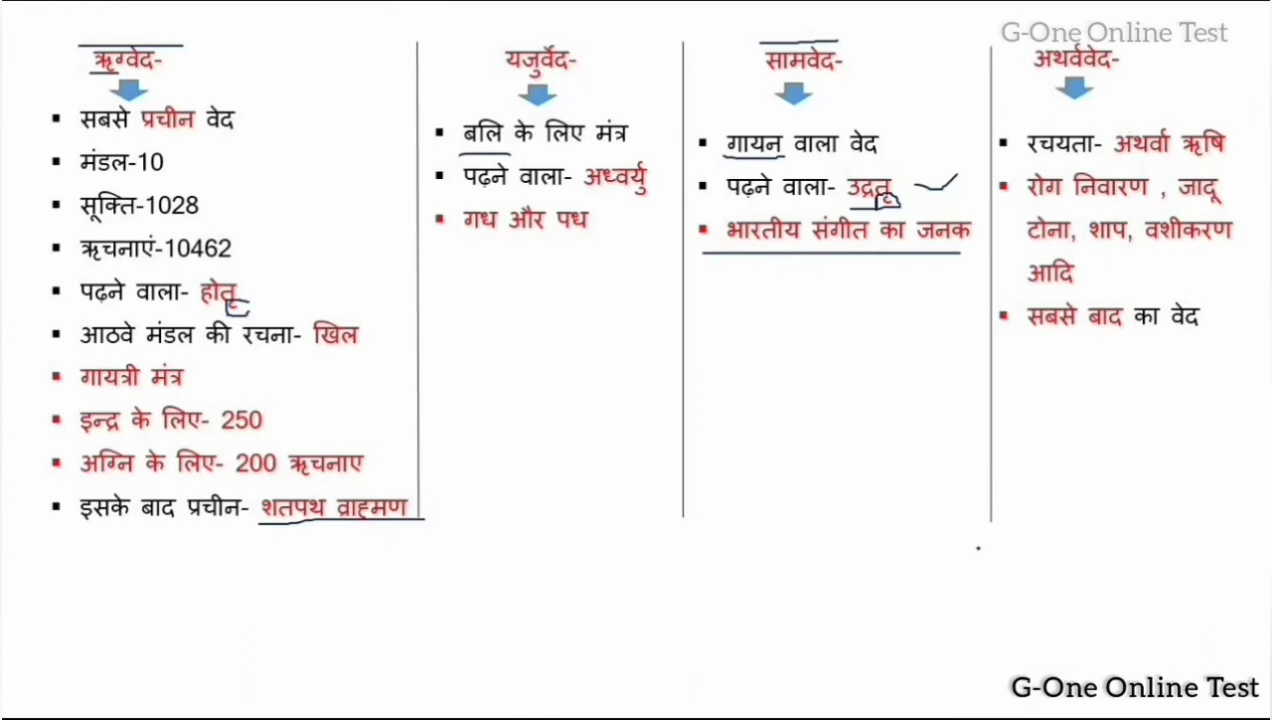 G-One Online Test
ऋग्वेद-
सबसे प्रचीन वेद
मंडल-10
सूक्ति-1028
ऋचनाएं-10462
पढ़ने वाला- होतृ
आठवे मंडल की रचना- खिल
गायत्री मंत्र
इन्द्र के लिए- 250
अग्नि के लिए- 200 ऋचनाए
इसके बाद प्रचीन- शतपथ व्राह्मण
यजुर्वेद-
बलि के लिए मंत्र
पढ़ने वाला- अध्वर्यु
गध और पध
सामवेद-
गायन वाला वेद
पढ़ने वाला- उद्रतृ
भारतीय संगीत का जनक
अथर्ववेद-
रचयता- अथर्वा ऋषि
रोग निवारण , जादू
टोना, शाप, वशीकरण
आदि
सबसे बाद का वेद
G-One Online Test